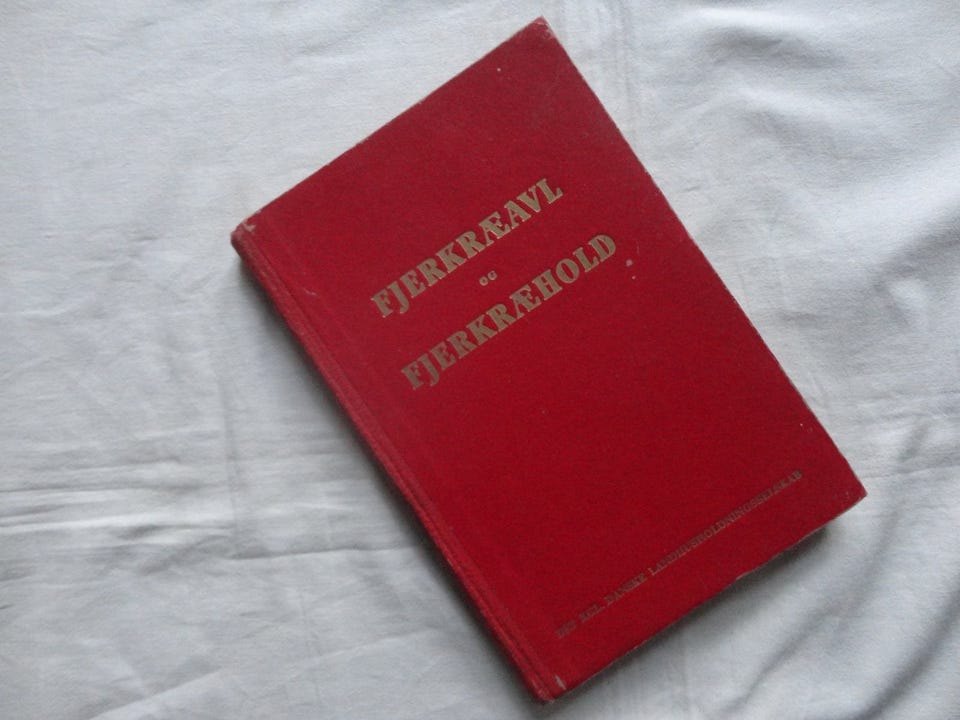 FJERKRÆAVL
OG
FJERKRÆHOLD
DET KGL. DANSKE LANDHUSHOLDNINGSSELSKAB